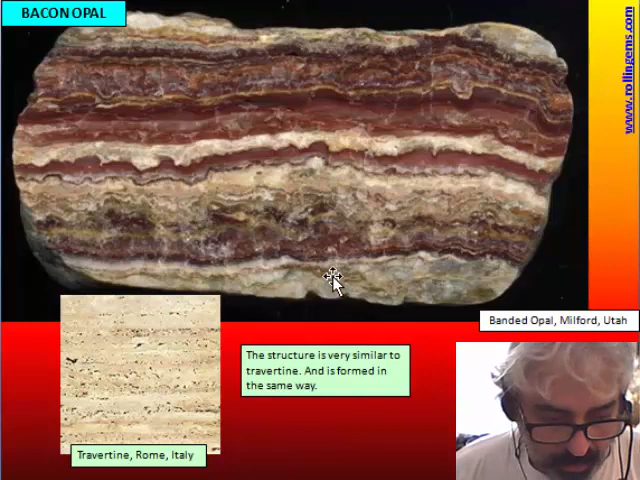 BACON OPAL
www.rollingems.com
Banded Opal, Milford, Utah
The structure is very similar to
travertine. And is formed in
the same way.
Travertine, Rome, Italy